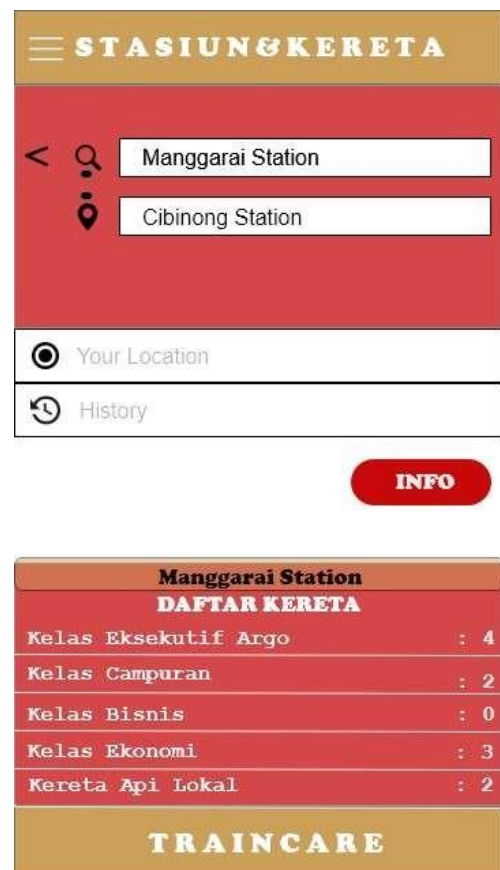 STASIUN&KERETA
<
Manggarai Station
Cibinong Station
Your Location
History
INFO
Manggarai Station
DAFTAR KERETA
Kelas Eksekutif Argo : 4
Kelas Campuran : 2
Kelas Bisnis : 0
Kelas Ekonomi : 3
Kereta Api Lokal : 2
TRAINCARE